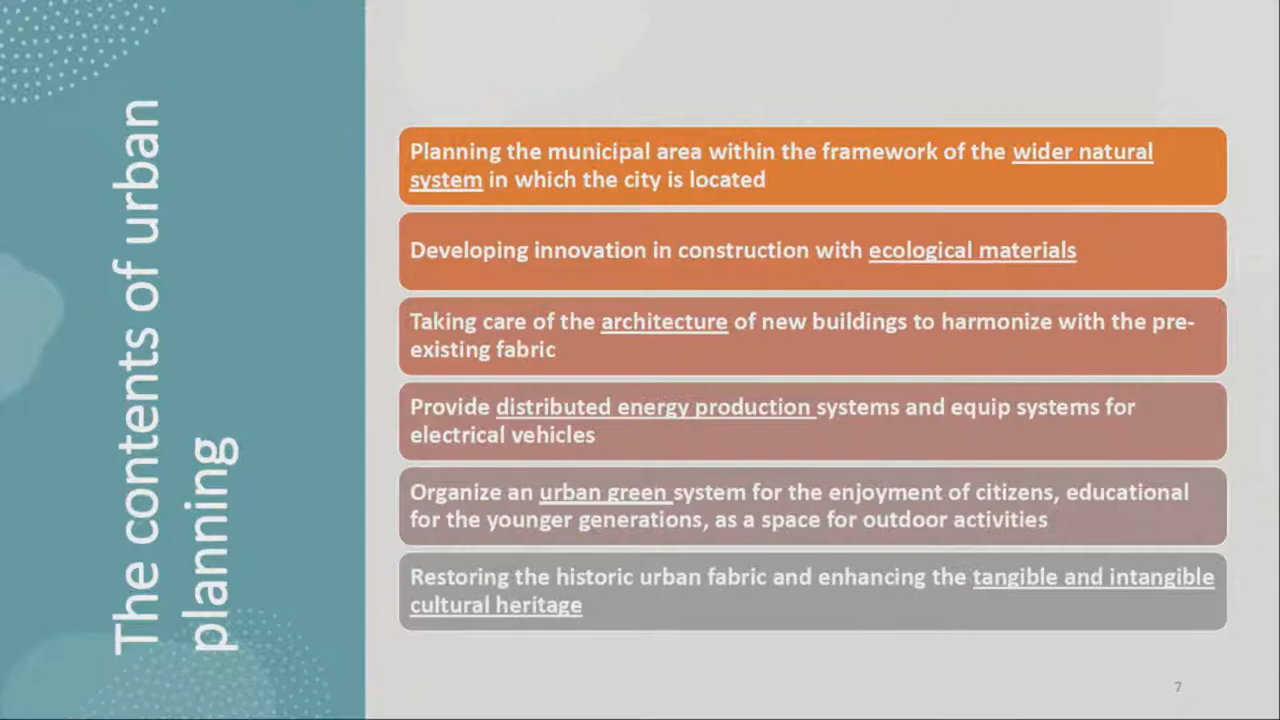 The contents of urban
planning
Planning the municipal area within the framework of the wider natural
system in which the city is located
Developing innovation in construction with ecological materials
Taking care of the architecture of new buildings to harmonize with the pre-
existing fabric
Provide distributed energy production systems and equip systems for
electrical vehicles
Organize an urban green system for the enjoyment of citizens, educational
for the younger generations, as a space for outdoor activities
Restoring the historic urban fabric and enhancing the tangible and intangible
cultural heritage
7